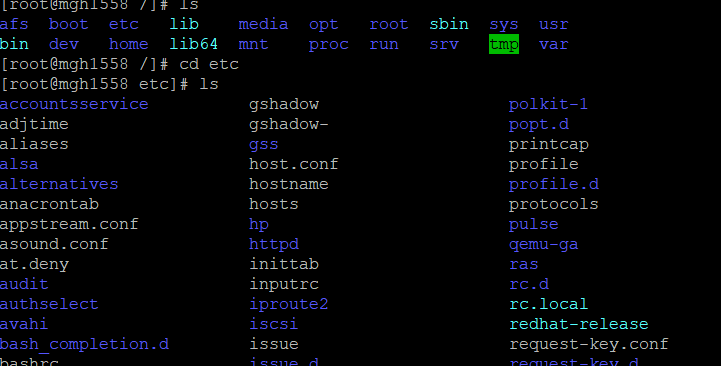 [root@mgh1558 /]# ls
afs boot etc lib media opt root sbin sys usr
bin dev home lib64 mnt proc run srv tmp var
[root@mgh1558 /]# cd etc
[root@mgh1558 etc]# ls
accountsservice gshadow polkit-1
adjtime gshadow- popt.d
aliases gss printcap
alsa host.conf profile
alternatives hostname profile.d
anacrontab hosts protocols
appstream.conf hp pulse
asound.conf httpd qemu-ga
at.deny inittab ras
audit inputrc rc.d
authselect iproute2 rc.local
avahi iscsi redhat-release
bash_completion.d issue request-key.conf
bashrc issue.d request-key.d